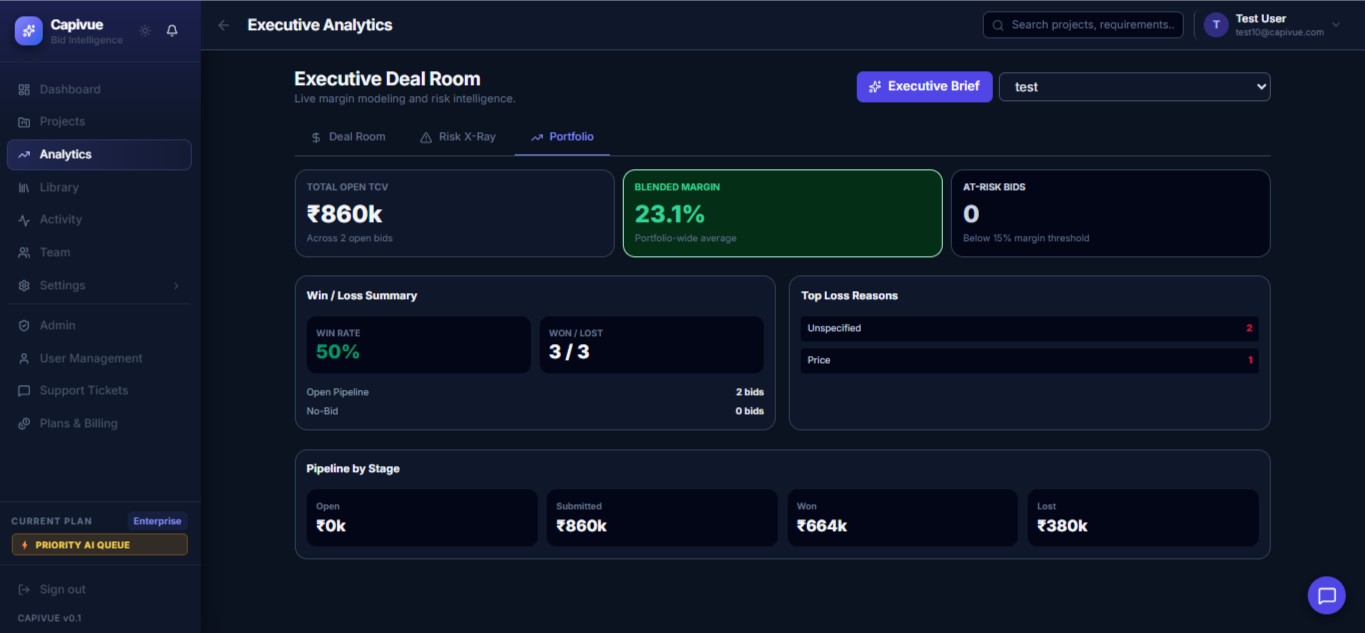 Capivue
Bid Intelligence
Dashboard
Projects
Analytics
Library
Activity
Team
Settings
Admin
User Management
Support Tickets
Plans & Billing
CURRENT PLAN
Enterprise
PRIORITY AI QUEUE
Sign out
CAPIVUE v0.1
Executive Analytics
Search projects, requirements..
T
Test User
test10@capivue.com
Executive Deal Room
Live margin modeling and risk intelligence.
Executive Brief
test
Deal Room
Risk X-Ray
Portfolio
TOTAL OPEN TCV
₹860k
Across 2 open bids
BLENDED MARGIN
23.1%
Portfolio-wide average
AT-RISK BIDS
0
Below 15% margin threshold
Win / Loss Summary
WIN RATE
50%
WON / LOST
3 / 3
Open Pipeline 2 bids
No-Bid 0 bids
Top Loss Reasons
Unspecified 2
Price 1
Pipeline by Stage
Open
₹0k
Submitted
₹860k
Won
₹664k
Lost
₹380k